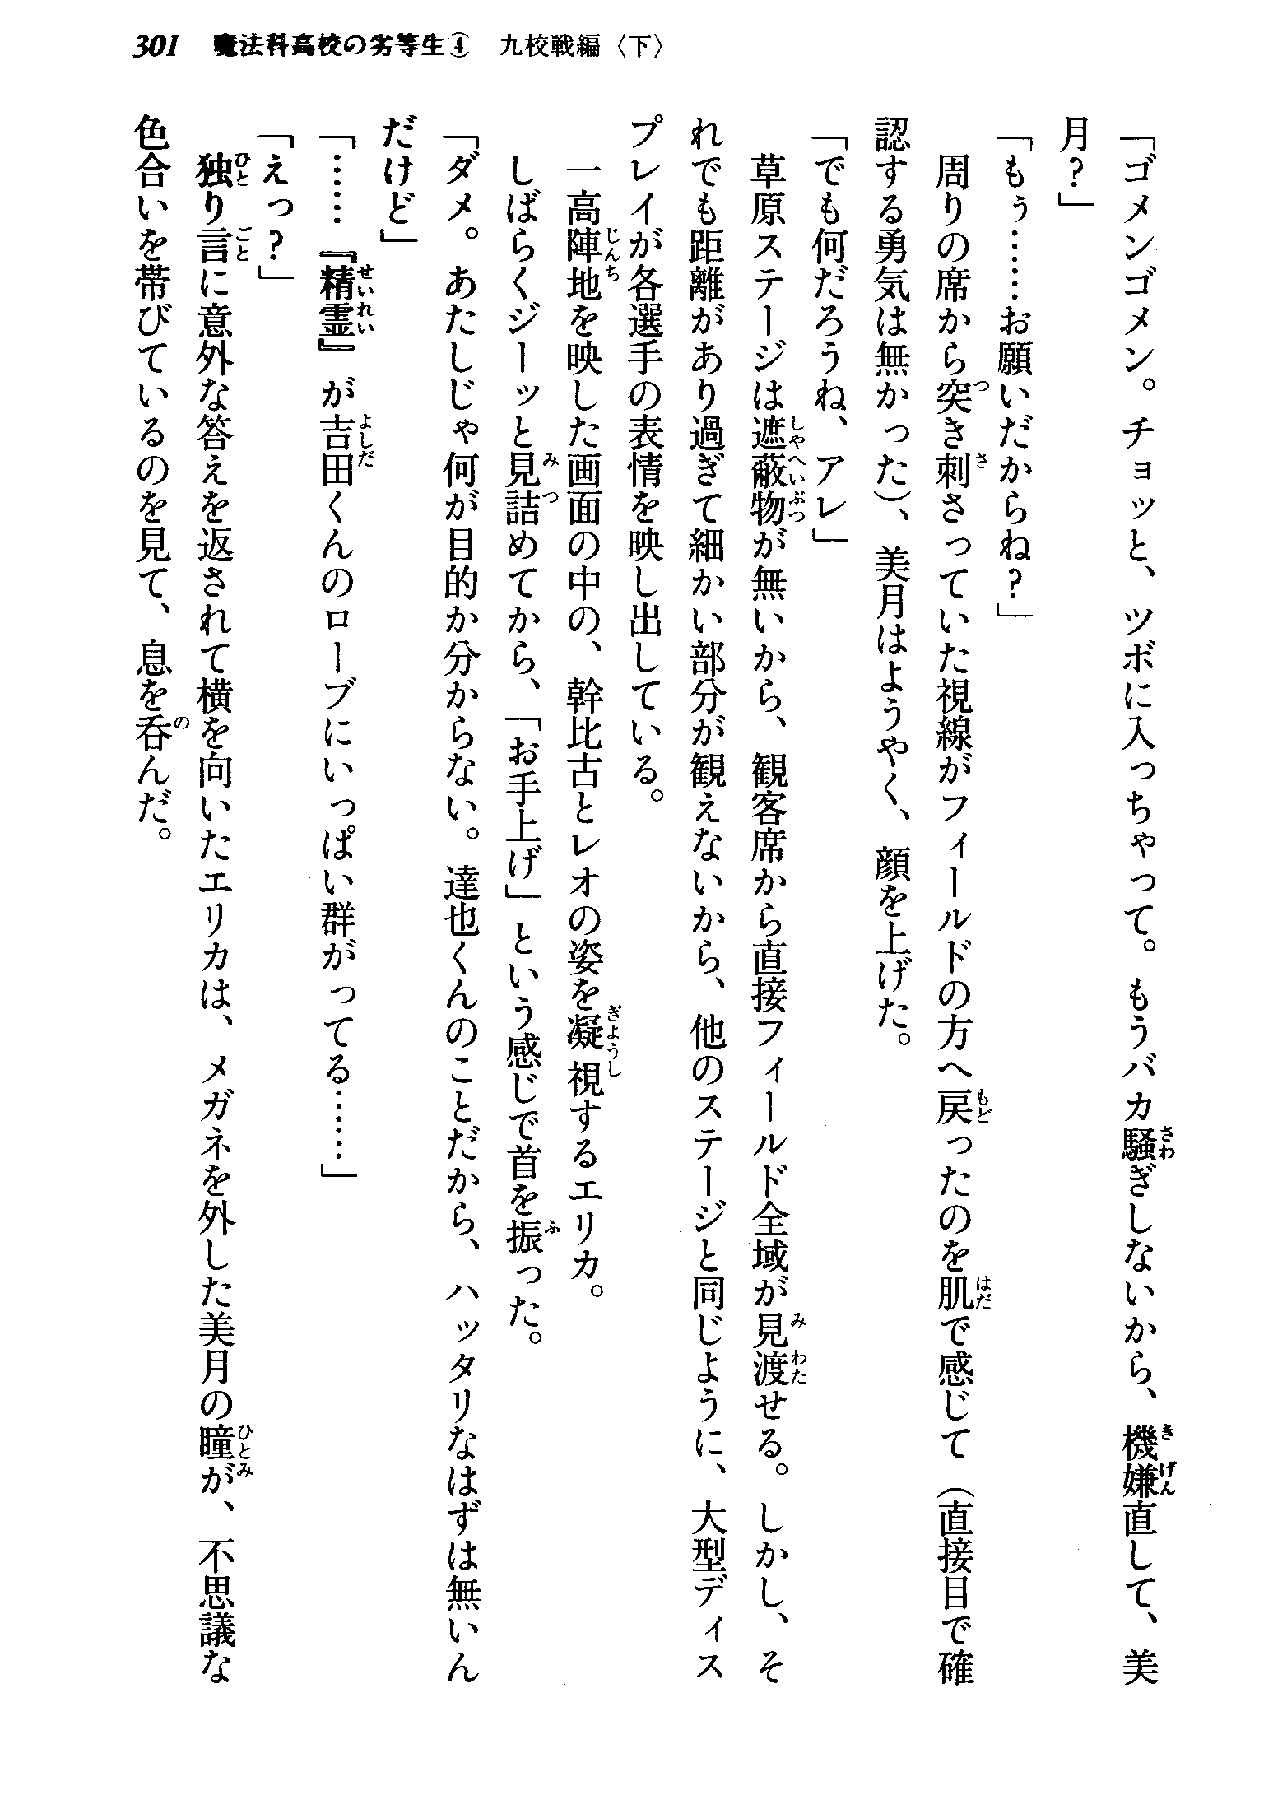 301　魔法科高校の劣等生④　九校戦編〈下〉
「ゴメンゴメン。チョッと、ツボに入っちゃって。もうバカ騒ぎしないから、機嫌直して、美
月？」
「もぅ……お願いだからね？」
　周りの席から突き刺さっていた視線がフィールドの方へ戻ったのを肌で感じて（直接目で確
認する勇気は無かった）、美月はようやく、顔を上げた。
「でも何だろうね、アレ」
　草原ステージは遮蔽物が無いから、観客席から直接フィールド全域が見渡せる。しかし、そ
れでも距離があり過ぎて細かい部分が観えないから、他のステージと同じように、大型ディス
プレイが各選手の表情を映し出している。
　一高陣地を映した画面の中の、幹比古とレオの姿を凝視するエリカ。
　しばらくジーッと見詰めてから、「お手上げ」という感じで首を振った。
「ダメ。あたしじゃ何が目的か分からない。達也くんのことだから、ハッタリなはずは無いん
だけど」
「……『精霊』が吉田くんのローブにいっぱい群がってる……」
「えっ？」
　独り言に意外な答えを返されて横を向いたエリカは、メガネを外した美月の瞳が、不思議な
色合いを帯びているのを見て、息を呑んだ。